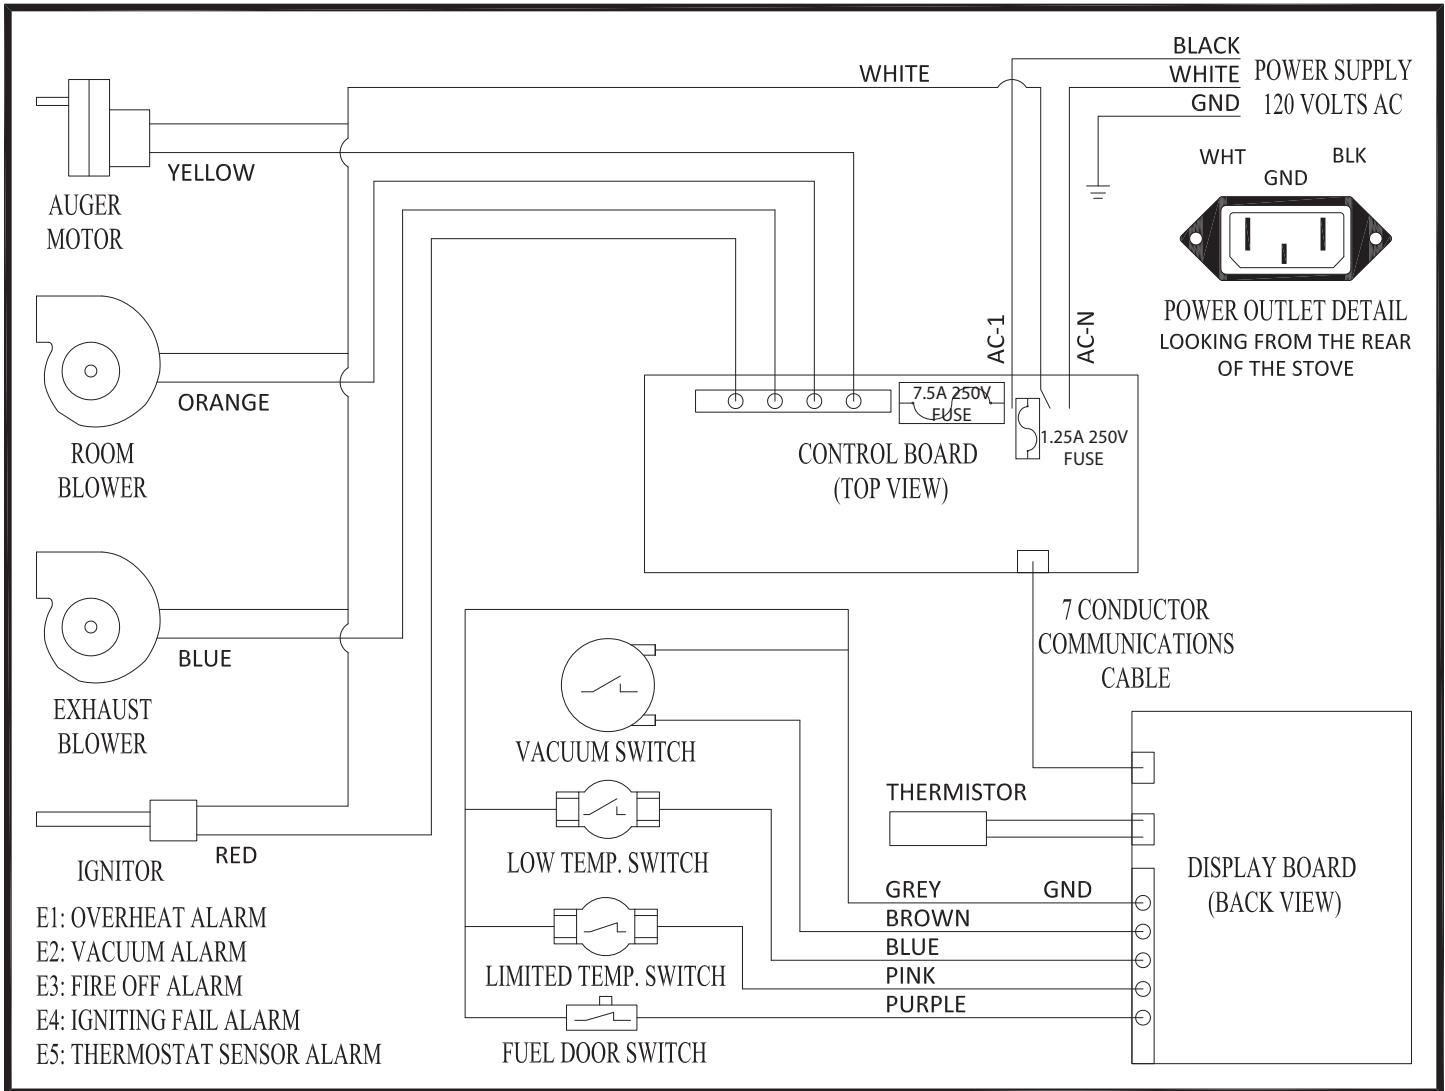 BLACK
WHITE
WHITE
GND
POWER SUPPLY
120 VOLTS AC
WHT
BLK
GND
YELLOW
AUGER
MOTOR
POWER OUTLET DETAIL
LOOKING FROM THE REAR
OF THE STOVE
AC-1
AC-N
ORANGE
7.5A 250V
FUSE
1.25A 250V
FUSE
CONTROL BOARD
(TOP VIEW)
ROOM
BLOWER
7 CONDUCTOR
COMMUNICATIONS
CABLE
BLUE
EXHAUST
BLOWER
VACUUM SWITCH
THERMISTOR
LOW TEMP. SWITCH
RED
IGNITOR
DISPLAY BOARD
(BACK VIEW)
GREY
GND
BROWN
BLUE
PINK
PURPLE
LIMITED TEMP. SWITCH
FUEL DOOR SWITCH
E1: OVERHEAT ALARM
E2: VACUUM ALARM
E3: FIRE OFF ALARM
E4: IGNITING FAIL ALARM
E5: THERMOSTAT SENSOR ALARM